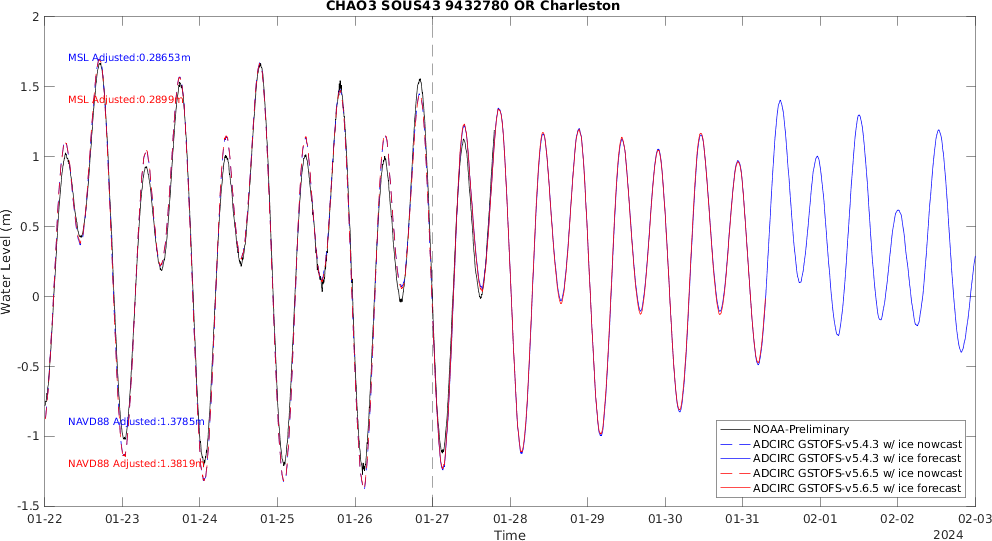 CHAO3 SOUS43 9432780 OR Charleston
2
1.5
1
0.5
0
-0.5
-1
-1.5
Water Level (m)
MSL Adjusted:0.28653m
MSL Adjusted:0.2899m
NAVD88 Adjusted:1.3785m
NAVD88 Adjusted:1.3819m
NOAA-Preliminary
ADCIRC GSTOFS-v5.4.3 w/ ice nowcast
ADCIRC GSTOFS-v5.4.3 w/ ice forecast
ADCIRC GSTOFS-v5.6.5 w/ ice nowcast
ADCIRC GSTOFS-v5.6.5 w/ ice forecast
01-22 01-23 01-24 01-25 01-26 01-27 01-28 01-29 01-30 01-31 02-01 02-02 02-03
Time
2024